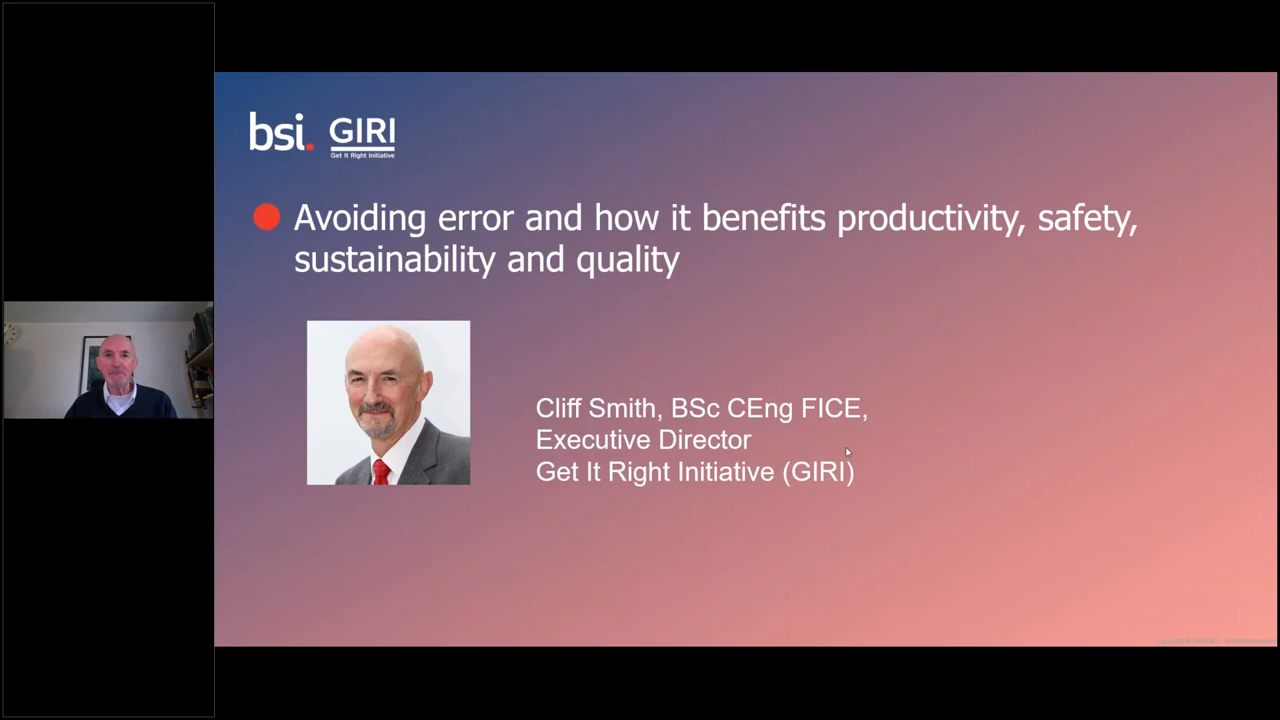 bsi. GIRI
Get It Right Initiative
Avoiding error and how it benefits productivity, safety,
sustainability and quality
Cliff Smith, BSc CEng FICE,
Executive Director
Get It Right Initiative (GIRI)